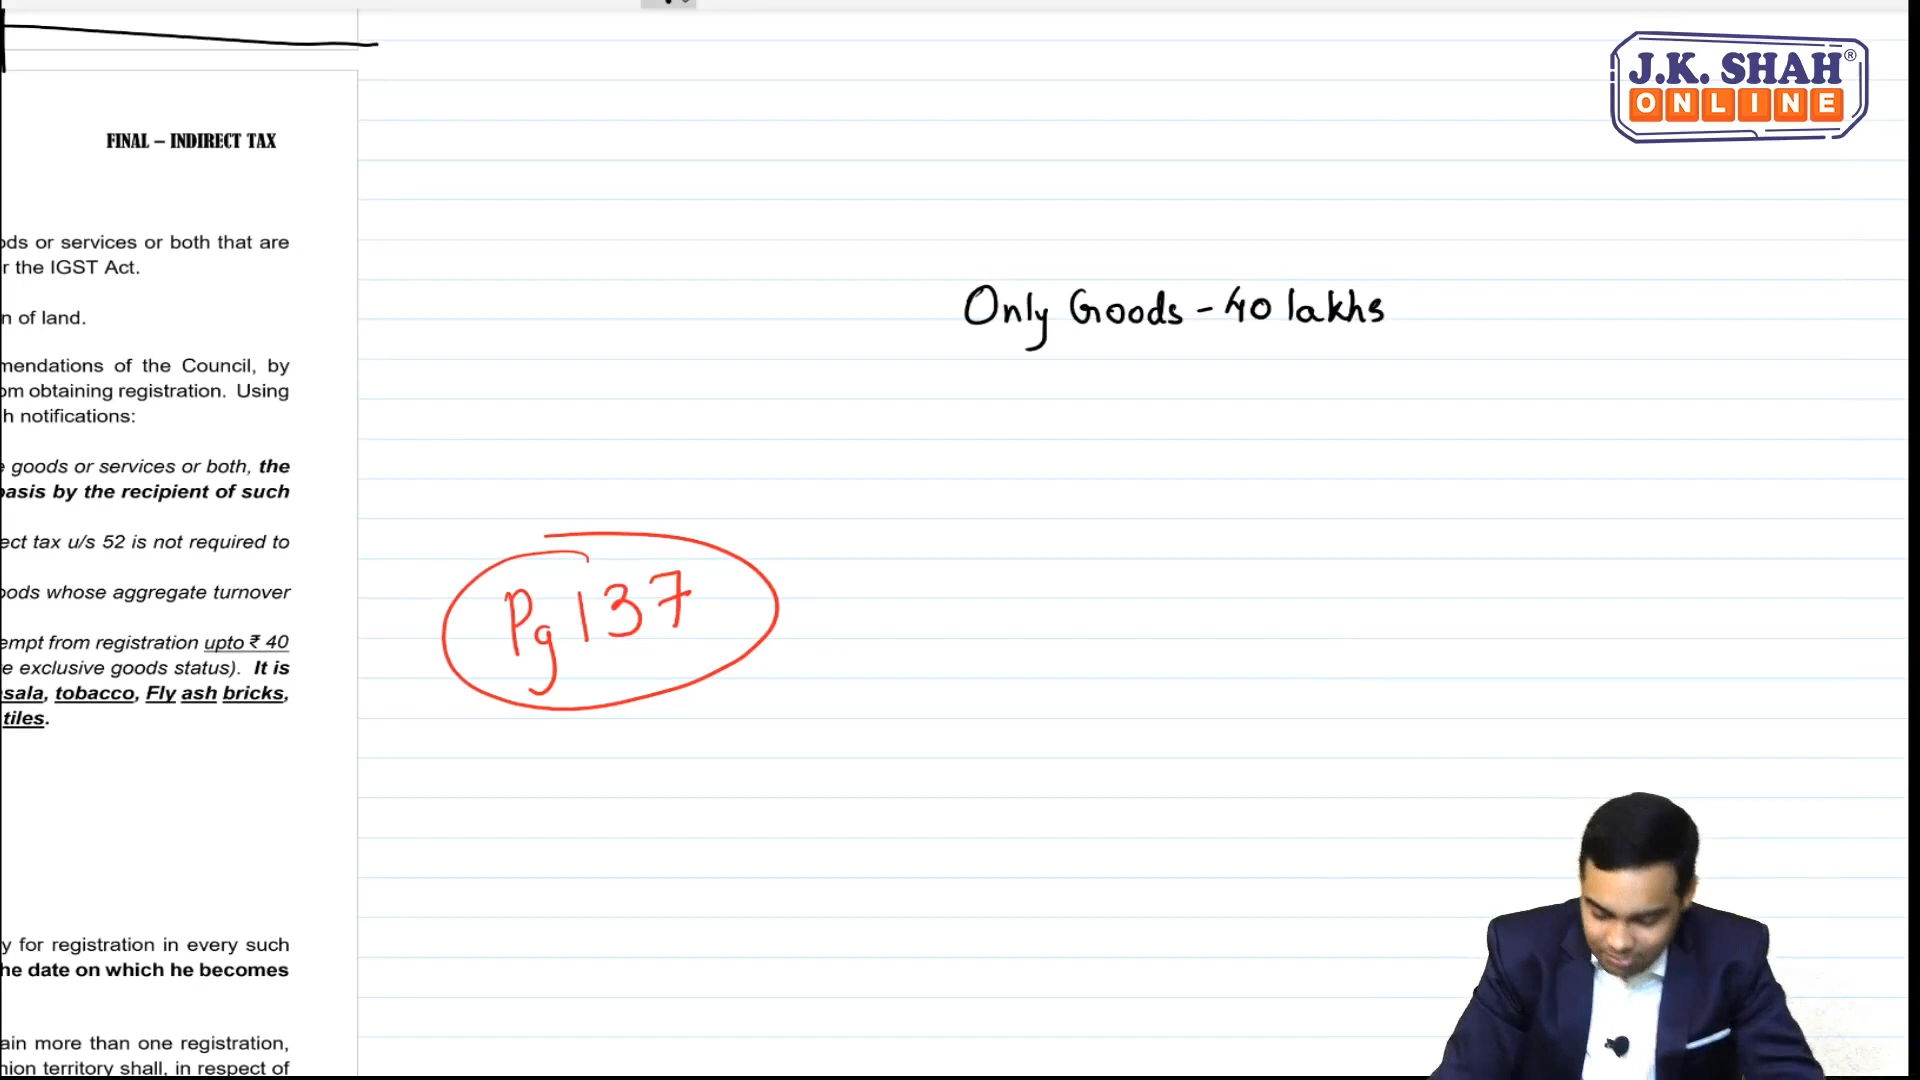 J.K. SHAH®
ONLINE
FINAL – INDIRECT TAX
ods or services or both that are
r the IGST Act.
n of land.
mendations of the Council, by
om obtaining registration. Using
h notifications:
e goods or services or both, the
basis by the recipient of such
ect tax u/s 52 is not required to
oods whose aggregate turnover
empt from registration upto ₹ 40
e exclusive goods status). It is
sala, tobacco, Fly ash bricks,
tiles.
y for registration in every such
he date on which he becomes
ain more than one registration,
nion territory shall, in respect of
Only Goods - 40 lakhs
Pg 137